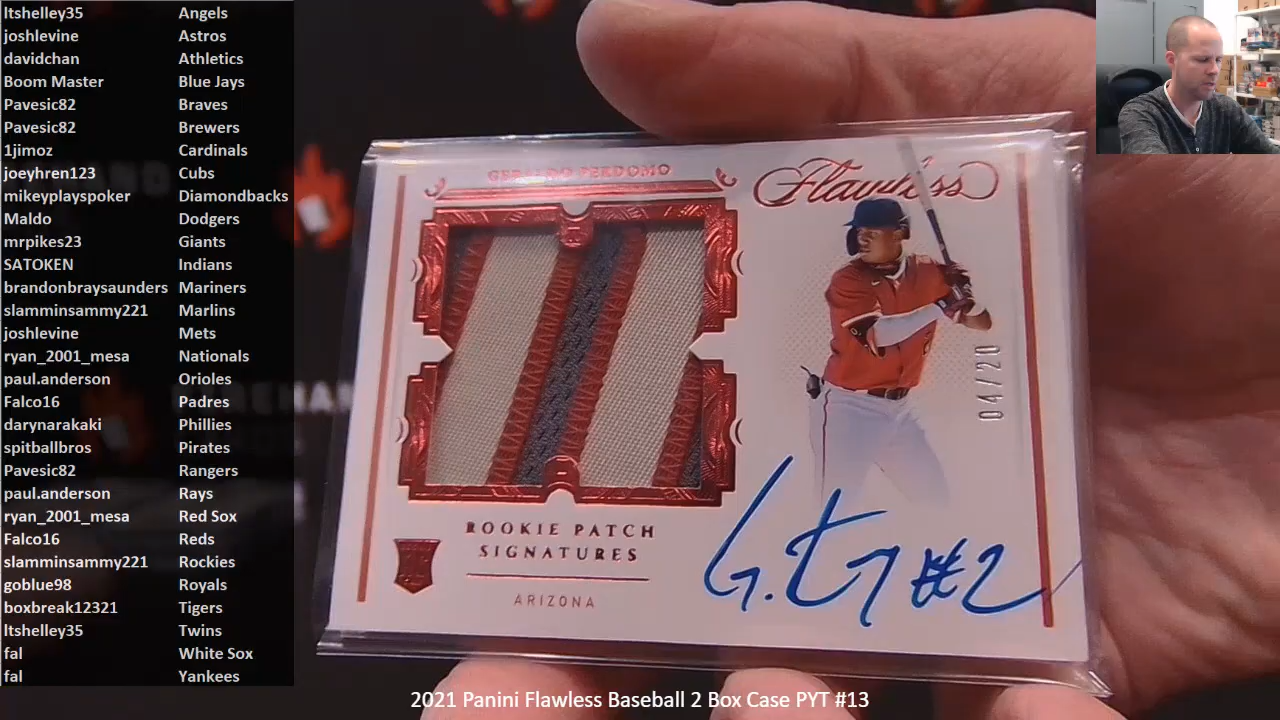 ltshelley35 Angels
joshlevine Astros
davidchan Athletics
Boom Master Blue Jays
Pavesic82 Braves
Pavesic82 Brewers
1jimoz Cardinals
joeyhren123 Cubs
mikeyplayspoker Diamondbacks
Maldo Dodgers
mrpikes23 Giants
SATOKEN Indians
brandonbraysaunders Mariners
slamminsammy221 Marlins
joshlevine Mets
ryan_2001_mesa Nationals
paul.anderson Orioles
Falco16 Padres
darynarakaki Phillies
spitballbros Pirates
Pavesic82 Rangers
paul.anderson Rays
ryan_2001_mesa Red Sox
Falco16 Reds
slamminsammy221 Rockies
goblue98 Royals
boxbreak12321 Tigers
ltshelley35 Twins
fal White Sox
fal Yankees
GERALDO PERDOMO
Flawless
04/20
ROOKIE PATCH
SIGNATURES
ARIZONA
#2
2021 Panini Flawless Baseball 2 Box Case PYT #13